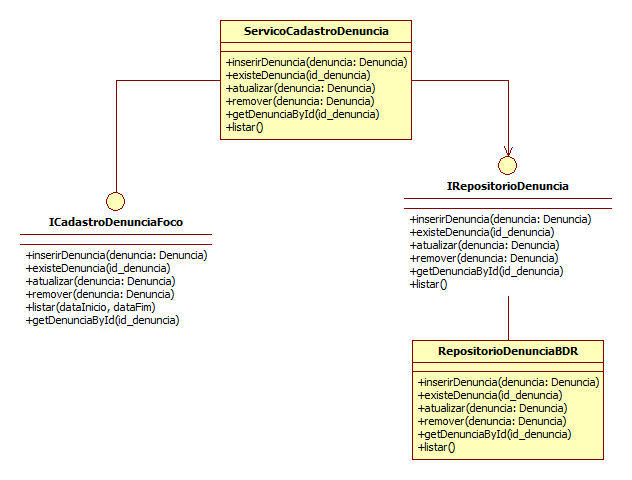 ServicoCadastroDenuncia
+inserirDenuncia(denuncia: Denuncia)
+existeDenuncia(id_denuncia)
+atualizar(denuncia: Denuncia)
+remover(denuncia: Denuncia)
+getDenunciaById(id_denuncia)
+listar()
ICadastroDenunciaFoco
+inserirDenuncia(denuncia: Denuncia)
+existeDenuncia(id_denuncia)
+atualizar(denuncia: Denuncia)
+remover(denuncia: Denuncia)
+listar(dataInicio, dataFim)
+getDenunciaById(id_denuncia)
IRepositorioDenuncia
+inserirDenuncia(denuncia: Denuncia)
+existeDenuncia(id_denuncia)
+atualizar(denuncia: Denuncia)
+remover(denuncia: Denuncia)
+getDenunciaById(id_denuncia)
+listar()
RepositorioDenunciaBDR
+inserirDenuncia(denuncia: Denuncia)
+existeDenuncia(id_denuncia)
+atualizar(denuncia: Denuncia)
+remover(denuncia: Denuncia)
+getDenunciaById(id_denuncia)
+listar()